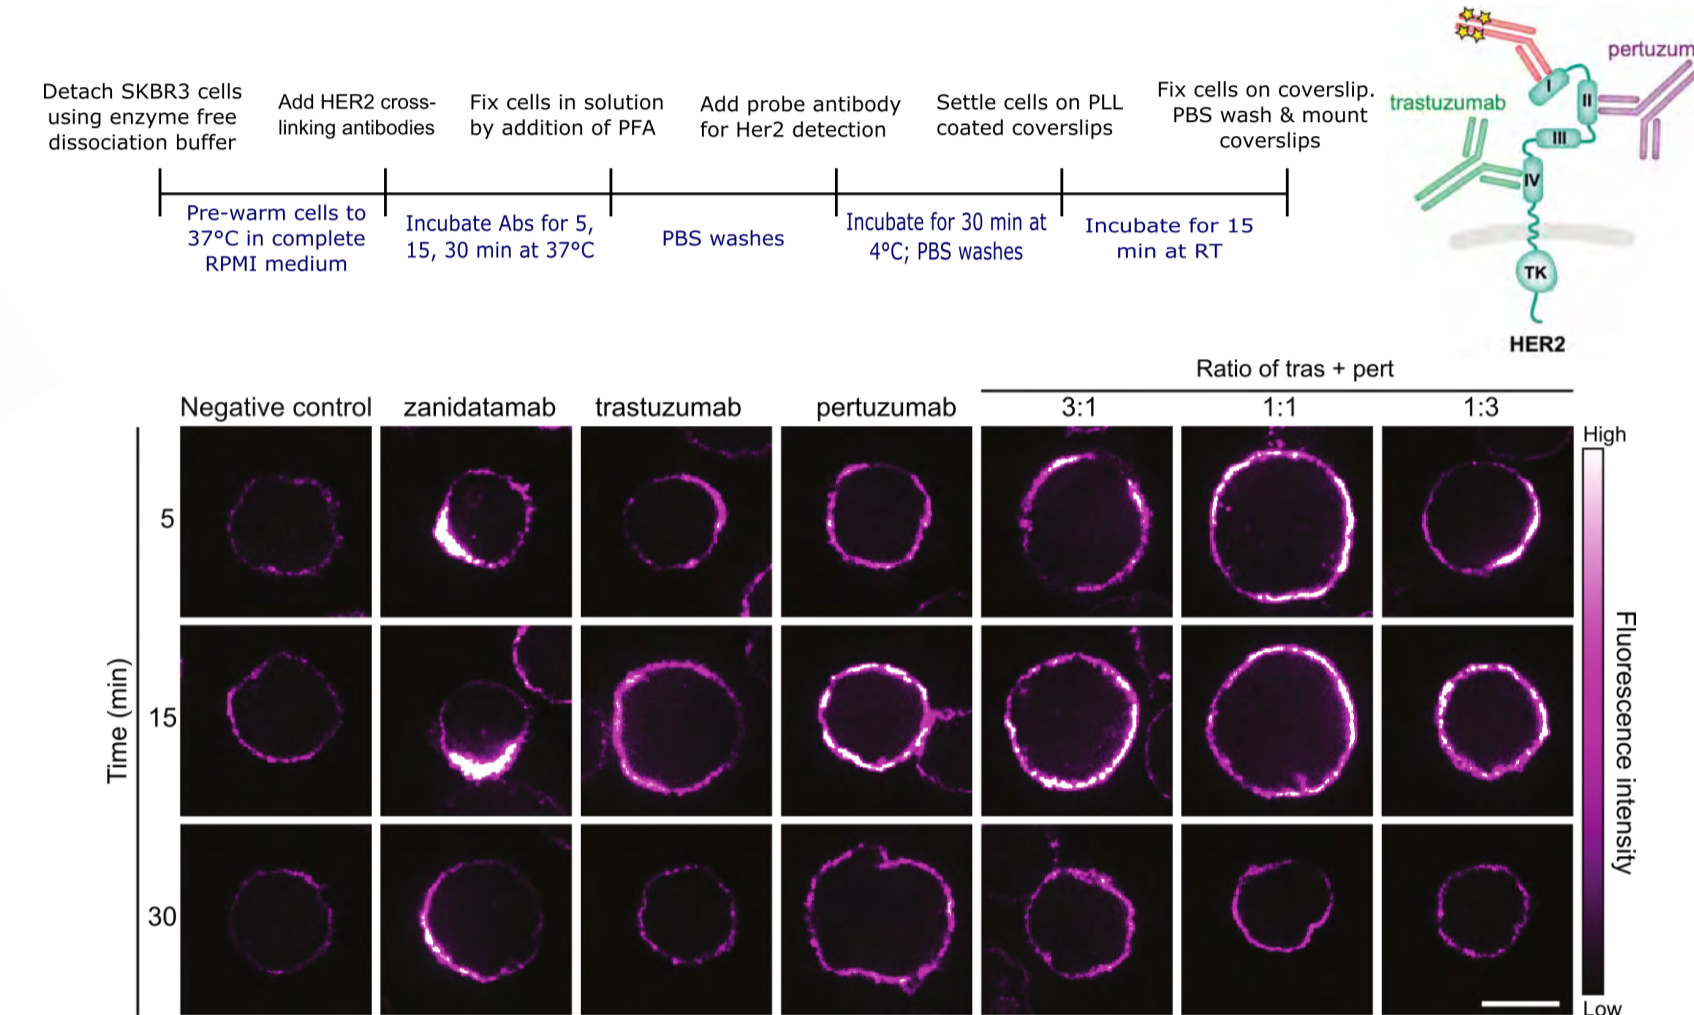 Detach SKBR3 cells
using enzyme free
dissociation buffer
Add HER2 cross-
linking antibodies
Fix cells in solution
by addition of PFA
Add probe antibody
for Her2 detection
Settle cells on PLL
coated coverslips
Fix cells on coverslip.
PBS wash & mount
coverslips
Pre-warm cells to
37°C in complete
RPMI medium
Incubate Abs for 5,
15, 30 min at 37°C
PBS washes
Incubate for 30 min at
4°C; PBS washes
Incubate for 15
min at RT
pertuzum
trastuzumab
I
II
III
IV
TK
HER2
Ratio of tras + pert
Negative control
zanidatamab
trastuzumab
pertuzumab
3:1
1:1
1:3
Time (min)
5
15
30
High
Fluorescence intensity
Low